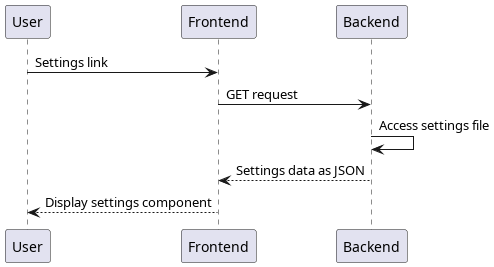 User Frontend Backend
Settings link
GET request
Access settings file
Settings data as JSON
Display settings component
User Frontend Backend